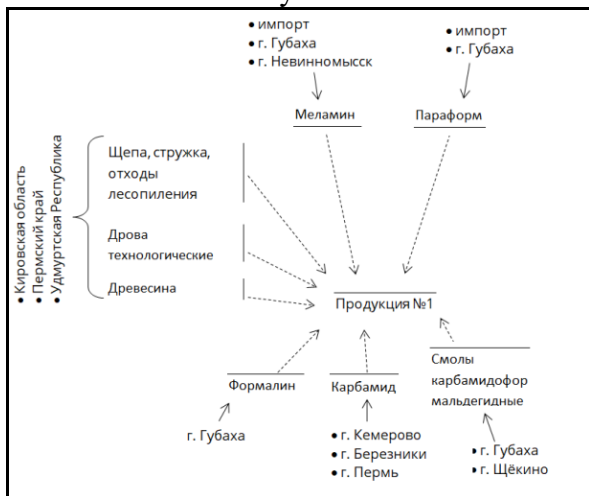 • импорт
• г. Губаха
• г. Невинномысск
• импорт
• г. Губаха
Меламин
Параформ
• Кировская область
• Пермский край
• Удмуртская Республика
Щепа, стружка,
отходы
лесопиления
Дрова
технологические
Древесина
Продукция №1
Формалин
Карбамид
Смолы
карбамидофор
мальдегидные
г. Губаха
• г. Кемерово
• г. Березники
• г. Пермь
• г. Губаха
• г. Щёкино